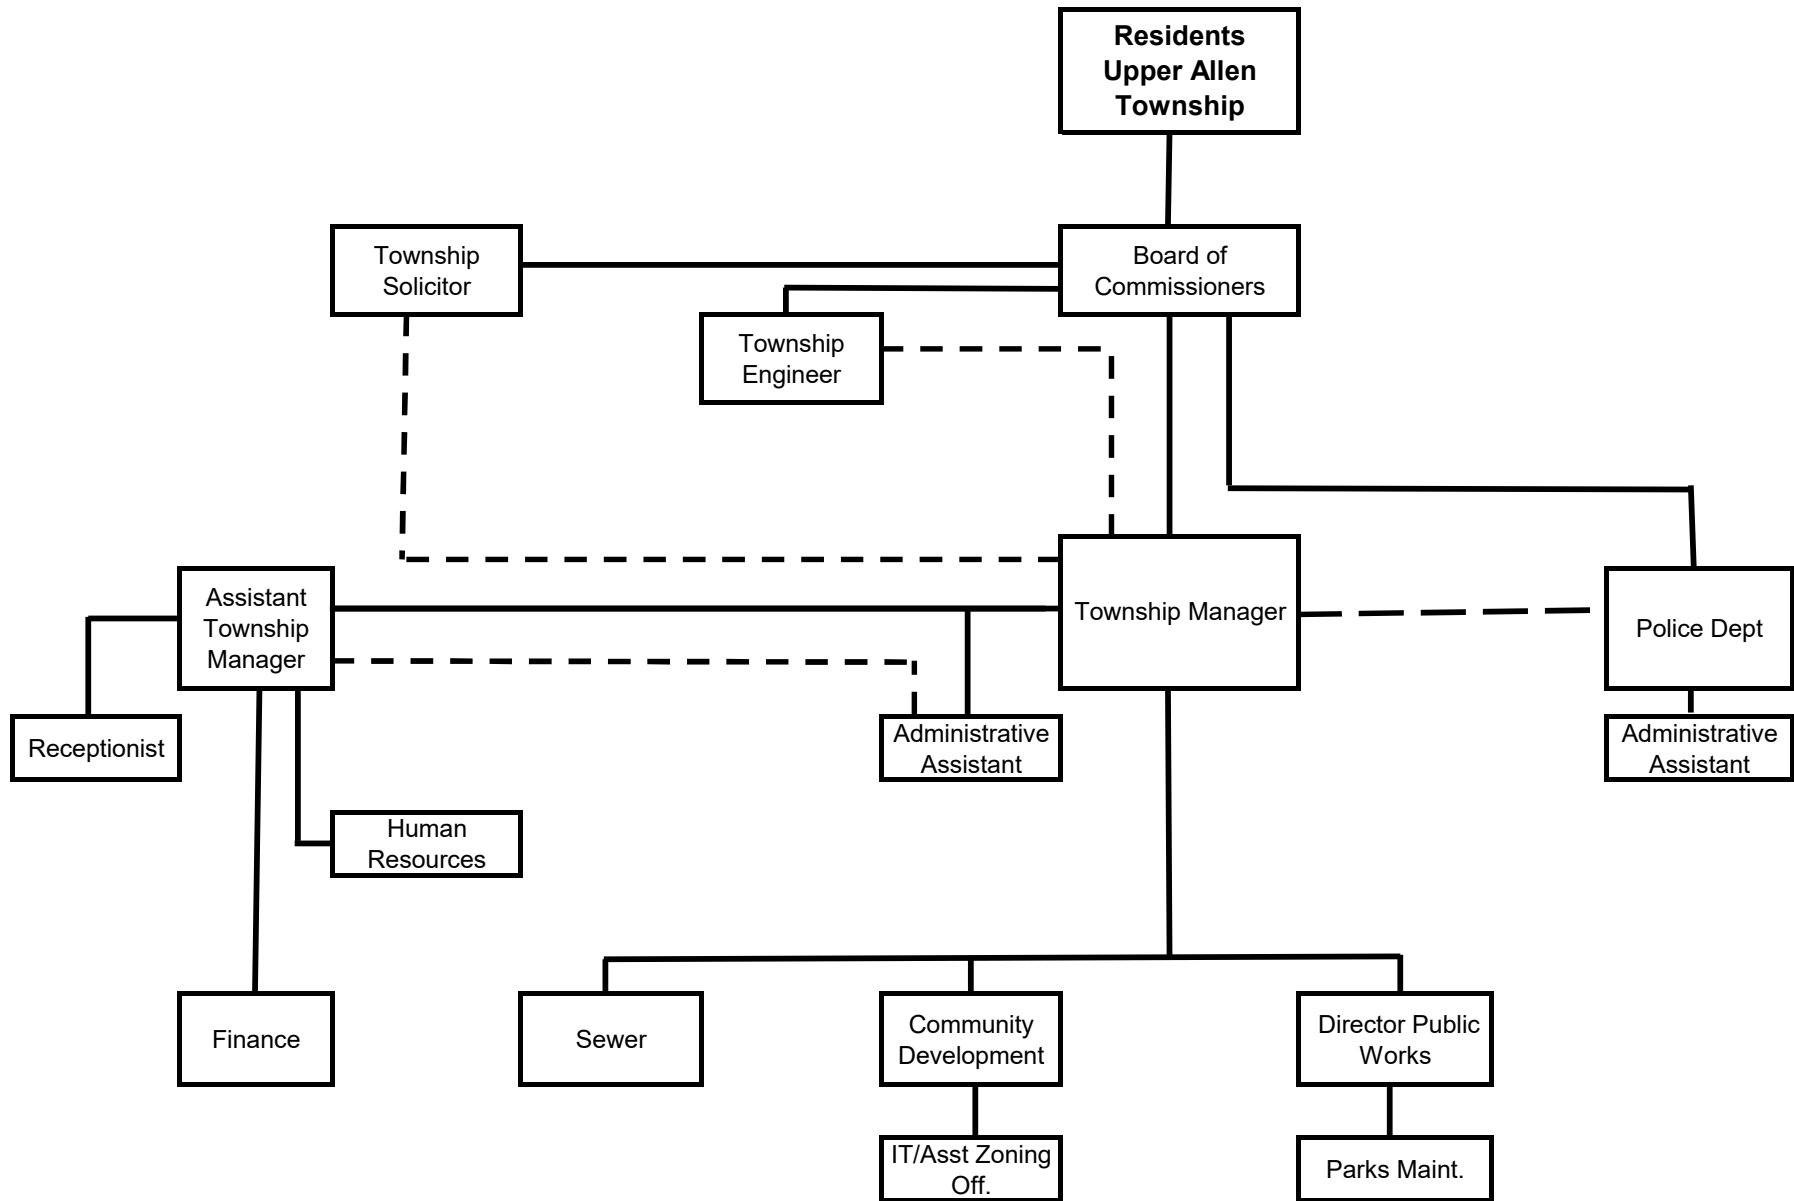 Residents
Upper Allen
Township
Township
Solicitor
Board of
Commissioners
Township
Engineer
Assistant
Township
Manager
Township Manager
Police Dept
Receptionist
Administrative
Assistant
Administrative
Assistant
Human
Resources
Finance
Sewer
Community
Development
Director Public
Works
IT/Asst Zoning
Off.
Parks Maint.